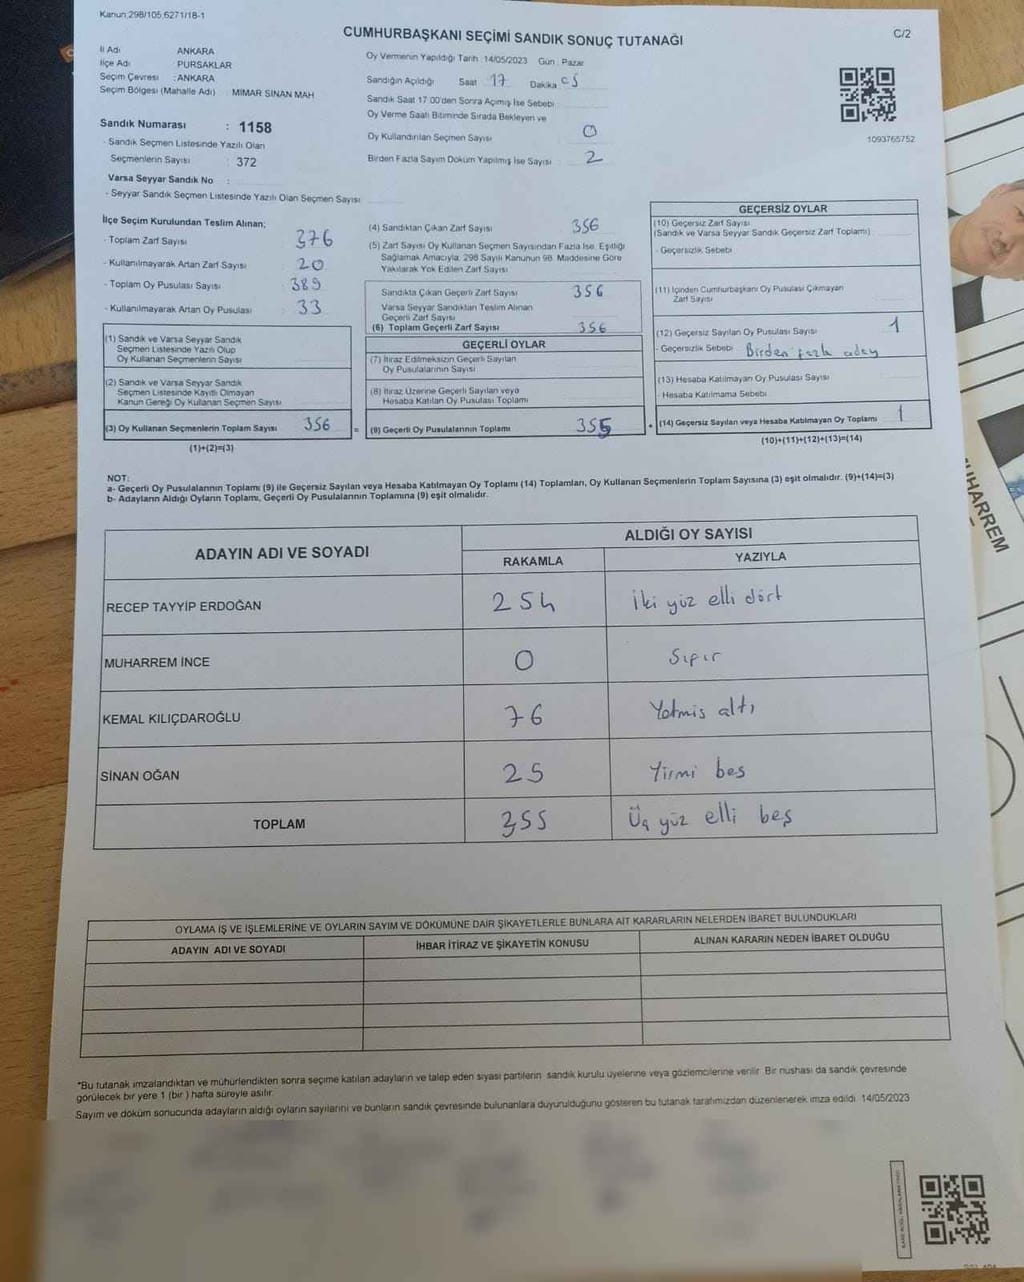 Kanun 298/105,6271/18-1
CUMHURBAŞKANI SEÇİMİ SANDIK SONUÇ TUTANAĞI
C/2
İl Adı ANKARA
İlçe Adı PURSAKLAR
Seçim Çevresi : ANKARA
Seçim Bölgesi (Mahalle Adı) : MİMAR SİNAN MAH
Oy Vermenin Yapıldığı Tarih 14/05/2023 Gün Pazar
Sandığın Açıldığı Saat 17 Dakika 05
Sandık Saat 17.00'den Sonra Açımış İse Sebebi
Oy Verme Saati Bitiminde Sırada Bekleyen ve
Oy Kullandırılan Seçmen Sayısı 0
Birden Fazla Sayım Döküm Yapılmış İse Sayısı 2
1093765752
Sandık Numarası : 1158
- Sandık Seçmen Listesinde Yazılı Olan
Seçmenlerin Sayısı : 372
Varsa Seyyar Sandık No :
- Seyyar Sandık Seçmen Listesinde Yazılı Olan Seçmen Sayısı
İlçe Seçim Kurulundan Teslim Alınan;
- Toplam Zarf Sayısı 376
- Kullanılmayarak Artan Zarf Sayısı 20
- Toplam Oy Pusulası Sayısı 389
- Kullanılmayarak Artan Oy Pusulası 33
(1) Sandık ve Varsa Seyyar Sandık
Seçmen Listesinde Yazılı Olup
Oy Kullanan Seçmenlerin Sayısı
(2) Sandık ve Varsa Seyyar Sandık
Seçmen Listesinde Kayıtlı Olmayan
Kanun Gereği Oy Kullanan Seçmen Sayısı
(3) Oy Kullanan Seçmenlerin Toplam Sayısı 356
(1)+(2)=(3)
=
(4) Sandıktan Çıkan Zarf Sayısı 356
(5) Zarf Sayısı Oy Kullanan Seçmen Sayısından Fazla İse, Eşitliği
Sağlamak Amacıyla, 298 Sayılı Kanunun 98. Maddesine Göre
Yakılarak Yok Edilen Zarf Sayısı
Sandıkta Çıkan Geçerli Zarf Sayısı 356
Varsa Seyyar Sandıktan Teslim Alınan
Geçerli Zarf Sayısı
(6) Toplam Geçerli Zarf Sayısı 356
GEÇERLİ OYLAR
(7) İtiraz Edilmeksizin Geçerli Sayılan
Oy Pusulalarının Sayısı
(8) İtiraz Üzerine Geçerli Sayılan veya
Hesaba Katılan Oy Pusulası Toplamı
(9) Geçerli Oy Pusulalarının Toplamı 355
+
GEÇERSİZ OYLAR
(10) Geçersiz Zarf Sayısı
(Sandık ve Varsa Seyyar Sandık Geçersiz Zarf Toplamı)
- Geçersizlik Sebebi
(11) İçinden Cumhurbaşkanı Oy Pusulası Çıkmayan
Zarf Sayısı
(12) Geçersiz Sayılan Oy Pusulası Sayısı 1
- Geçersizlik Sebebi Birden fazla aday
(13) Hesaba Katılmayan Oy Pusulası Sayısı
- Hesaba Katılmama Sebebi
(14) Geçersiz Sayılan veya Hesaba Katılmayan Oy Toplamı 1
(10)+(11)+(12)+(13)=(14)
NOT:
a- Geçerli Oy Pusulalarının Toplamı (9) ile Geçersiz Sayılan veya Hesaba Katılmayan Oy Toplamı (14) Toplamları, Oy Kullanan Seçmenlerin Toplam Sayısına (3) eşit olmalıdır. (9)+(14)=(3)
b- Adayların Aldığı Oyların Toplamı, Geçerli Oy Pusulalarının Toplamına (9) eşit olmalıdır.
ADAYIN ADI VE SOYADI
ALDIĞI OY SAYISI
RAKAMLA YAZIYLA
RECEP TAYYİP ERDOĞAN 254 İki yüz elli dört
MUHARREM İNCE 0 Sıfır
KEMAL KILIÇDAROĞLU 76 Yetmis altı
SİNAN OĞAN 25 Yirmi bes
TOPLAM 355 Üç yüz elli beş
OYLAMA İŞ VE İŞLEMLERİNE VE OYLARIN SAYIM VE DÖKÜMÜNE DAİR ŞİKAYETLERLE BUNLARA AİT KARARLARIN NELERDEN İBARET BULUNDUKLARI
ADAYIN ADI VE SOYADI İHBAR İTİRAZ VE ŞİKAYETİN KONUSU ALINAN KARARIN NEDEN İBARET OLDUĞU
*Bu tutanak imzalandıktan ve mühürlendikten sonra seçime katılan adayların ve talep eden siyasi partilerin sandık kurulu üyelerine veya gözlemcilerine verilir. Bir nüshası da sandık çevresinde
görülecek bir yere 1 (bir ) hafta süreyle asılır.
Sayım ve döküm sonucunda adayların aldığı oyların sayılarını ve bunların sandık çevresinde bulunanlara duyurulduğunu gösteren bu tutanak tarafımızdan düzenlenerek imza edildi. 14/05/2023
MUHARREM